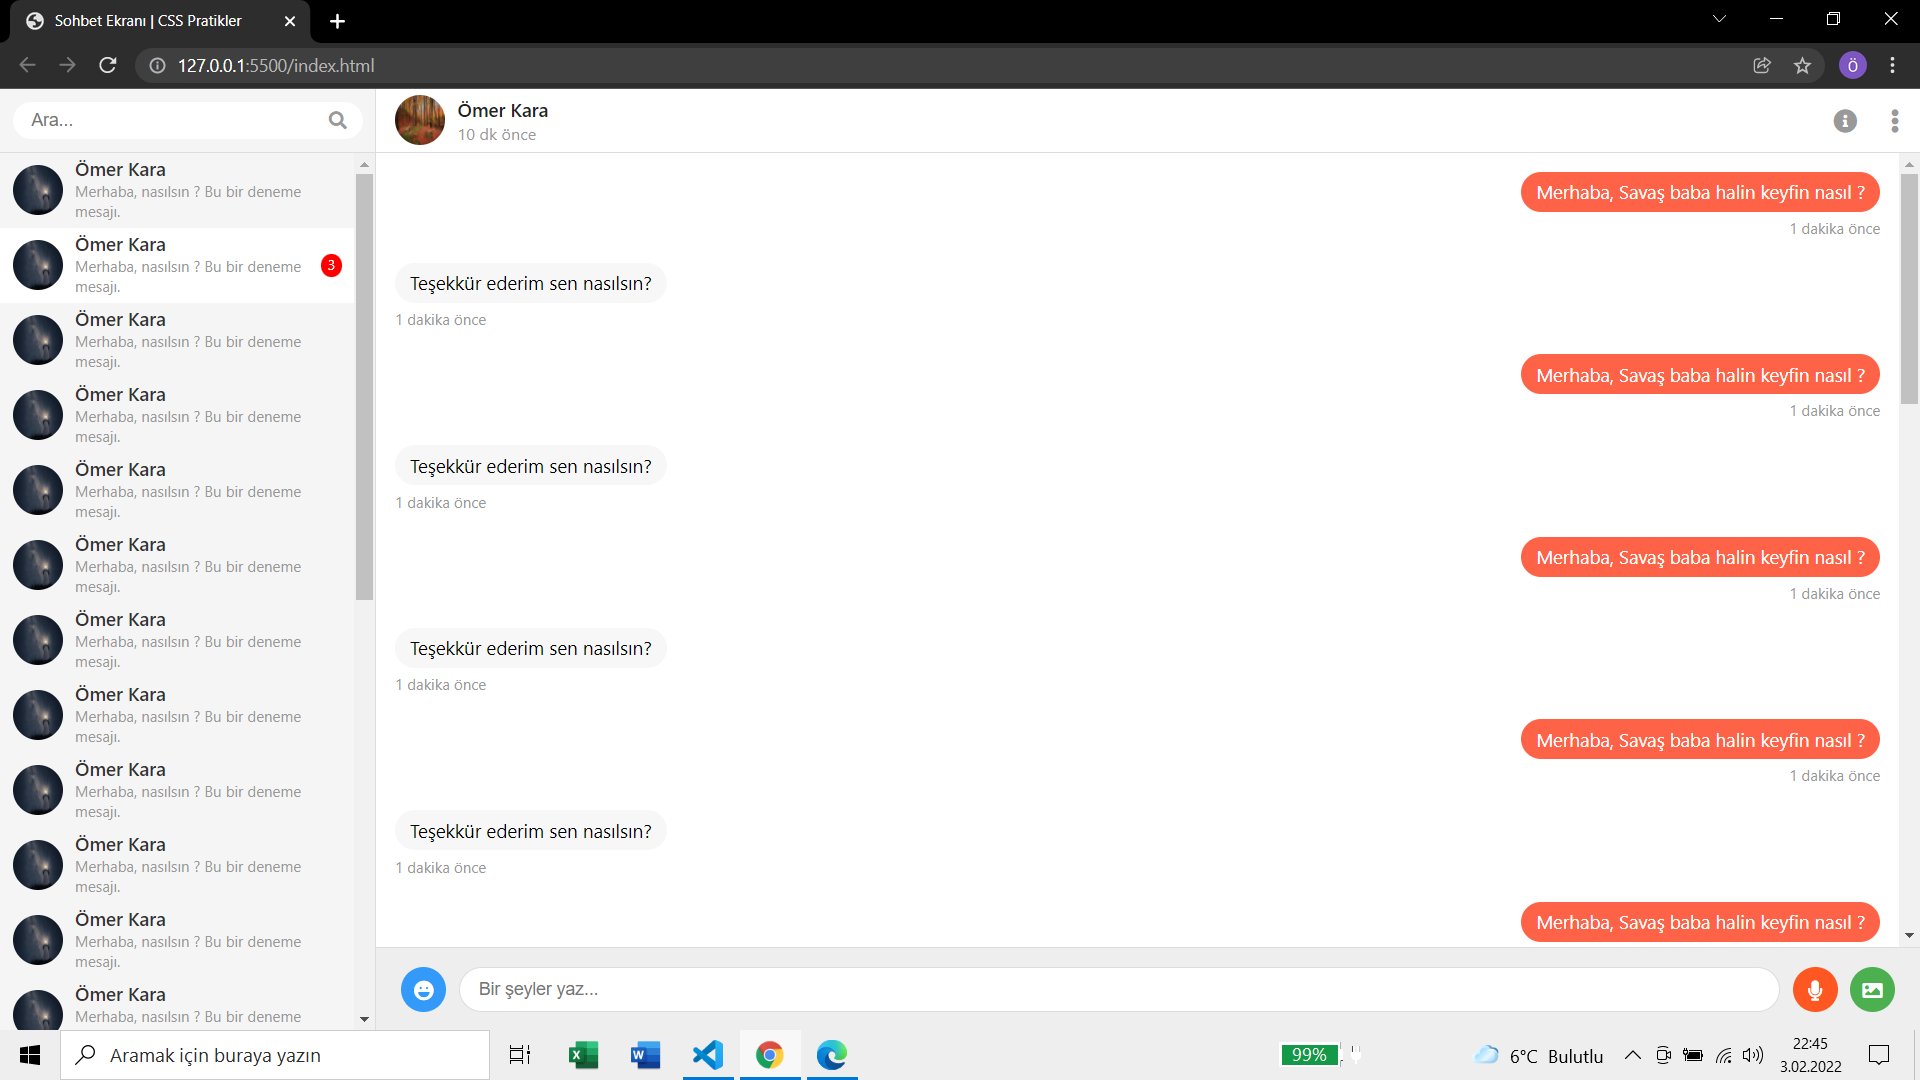 Sohbet Ekranı | CSS Pratikler
127.0.0.1:5500/index.html
Ö
Ara...
Ömer Kara
Merhaba, nasılsın ? Bu bir deneme
mesajı.
Ömer Kara
Merhaba, nasılsın ? Bu bir deneme
mesajı.
3
Ömer Kara
Merhaba, nasılsın ? Bu bir deneme
mesajı.
Ömer Kara
Merhaba, nasılsın ? Bu bir deneme
mesajı.
Ömer Kara
Merhaba, nasılsın ? Bu bir deneme
mesajı.
Ömer Kara
Merhaba, nasılsın ? Bu bir deneme
mesajı.
Ömer Kara
Merhaba, nasılsın ? Bu bir deneme
mesajı.
Ömer Kara
Merhaba, nasılsın ? Bu bir deneme
mesajı.
Ömer Kara
Merhaba, nasılsın ? Bu bir deneme
mesajı.
Ömer Kara
Merhaba, nasılsın ? Bu bir deneme
mesajı.
Ömer Kara
Merhaba, nasılsın ? Bu bir deneme
mesajı.
Ömer Kara
Merhaba, nasılsın ? Bu bir deneme
Ömer Kara
10 dk önce
Merhaba, Savaş baba halin keyfin nasıl ?
1 dakika önce
Teşekkür ederim sen nasılsın?
1 dakika önce
Merhaba, Savaş baba halin keyfin nasıl ?
1 dakika önce
Teşekkür ederim sen nasılsın?
1 dakika önce
Merhaba, Savaş baba halin keyfin nasıl ?
1 dakika önce
Teşekkür ederim sen nasılsın?
1 dakika önce
Merhaba, Savaş baba halin keyfin nasıl ?
1 dakika önce
Teşekkür ederim sen nasılsın?
1 dakika önce
Merhaba, Savaş baba halin keyfin nasıl ?
Bir şeyler yaz...
Aramak için buraya yazın
99%
6°C Bulutlu
22:45
3.02.2022